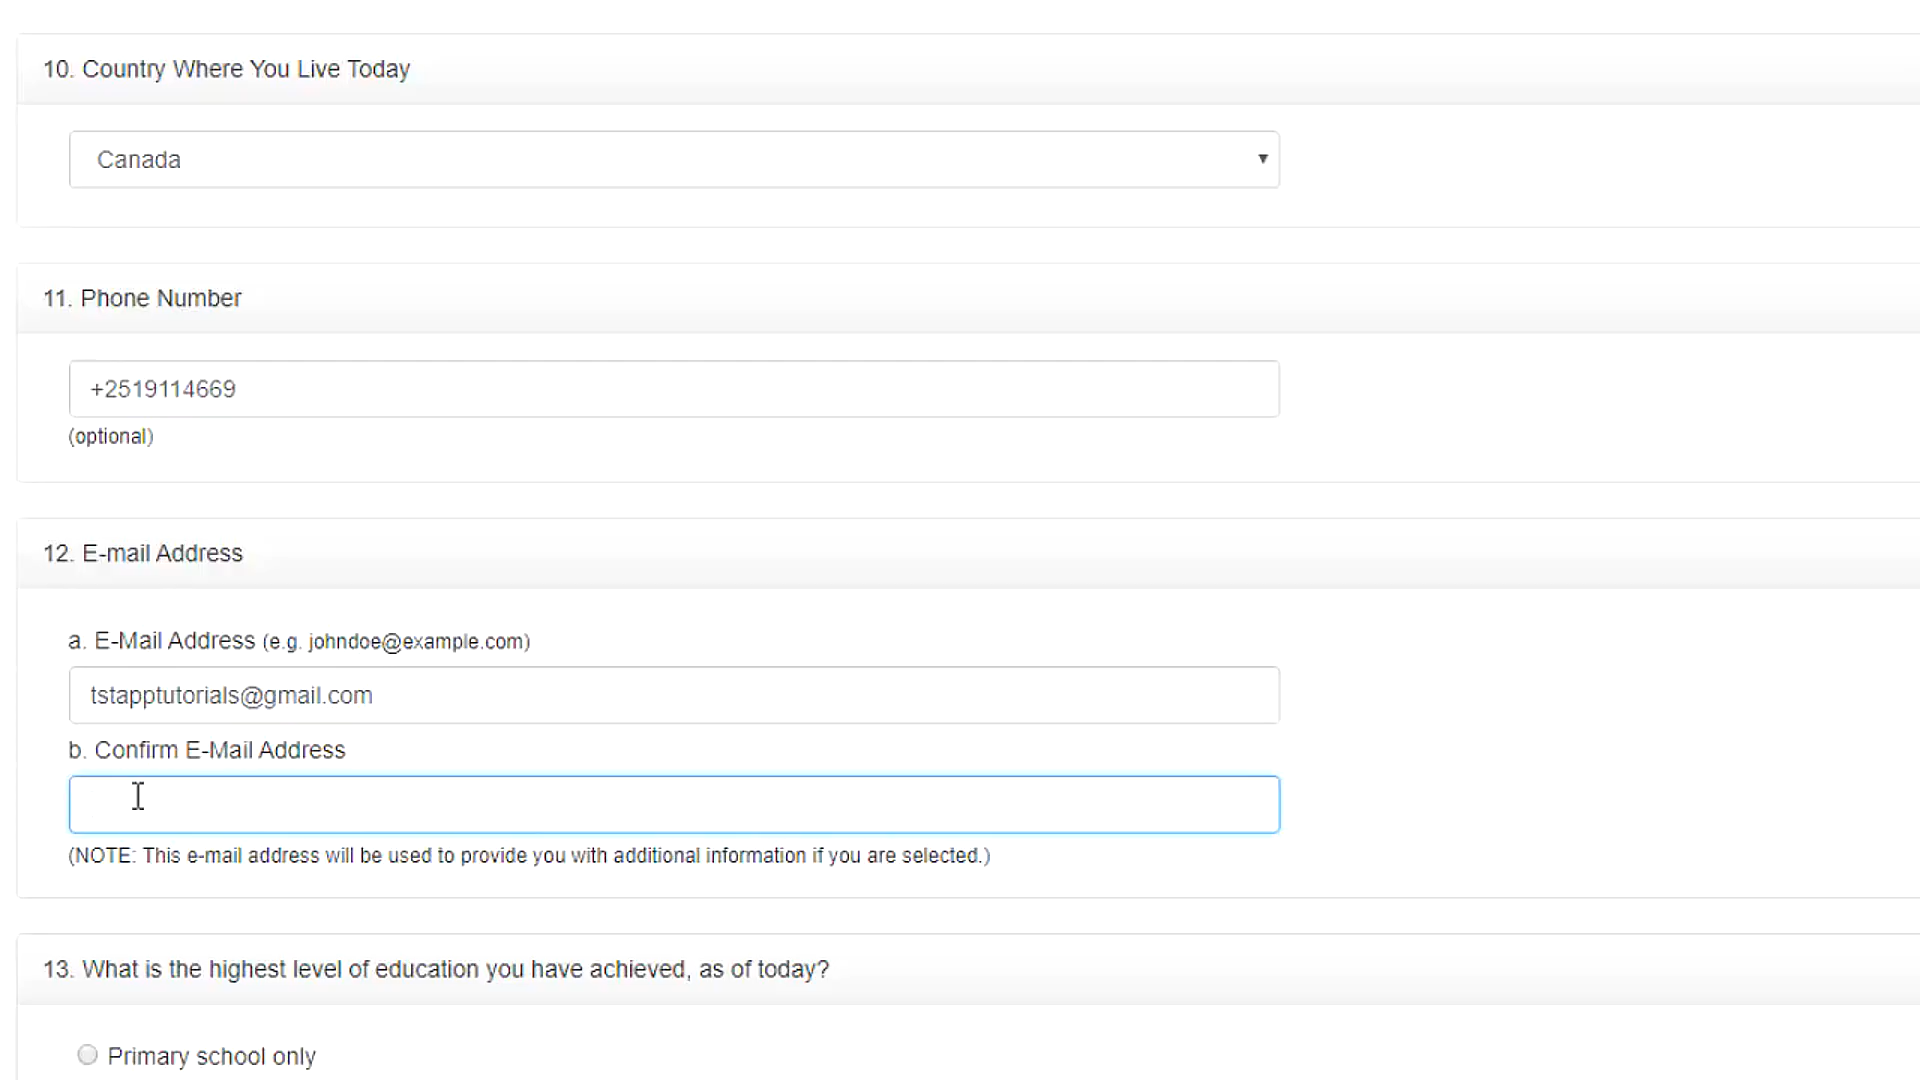 10. Country Where You Live Today
Canada
11. Phone Number
+2519114669
(optional)
12. E-mail Address
a. E-Mail Address (e.g. johndoe@example.com)
tstapptutorials@gmail.com
b. Confirm E-Mail Address
(NOTE: This e-mail address will be used to provide you with additional information if you are selected.)
13. What is the highest level of education you have achieved, as of today?
Primary school only